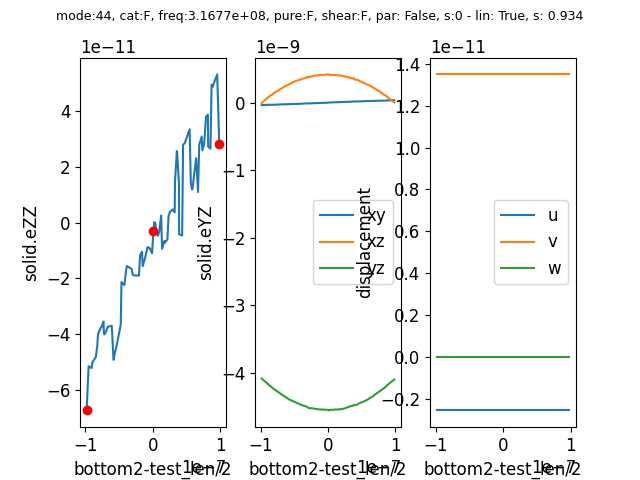 mode:44, cat:F, freq:3.1677e+08, pure:F, shear:F, par: False, s:0 - lin: True, s: 0.934
1e−11
4
2
0
−2
−4
−6
solid.eZZ
−1
0
1
1e−7
bottom2-test_len/2
1e−9
0
−1
−2
−3
−4
solid.eYZ
xy
xz
yz
−1
0
1
1e−7
bottom2-test_len/2
1e−11
1.4
1.2
1.0
0.8
0.6
0.4
0.2
0.0
−0.2
displacement
u
v
w
−1
0
1
1e−7
bottom2-test_len/2